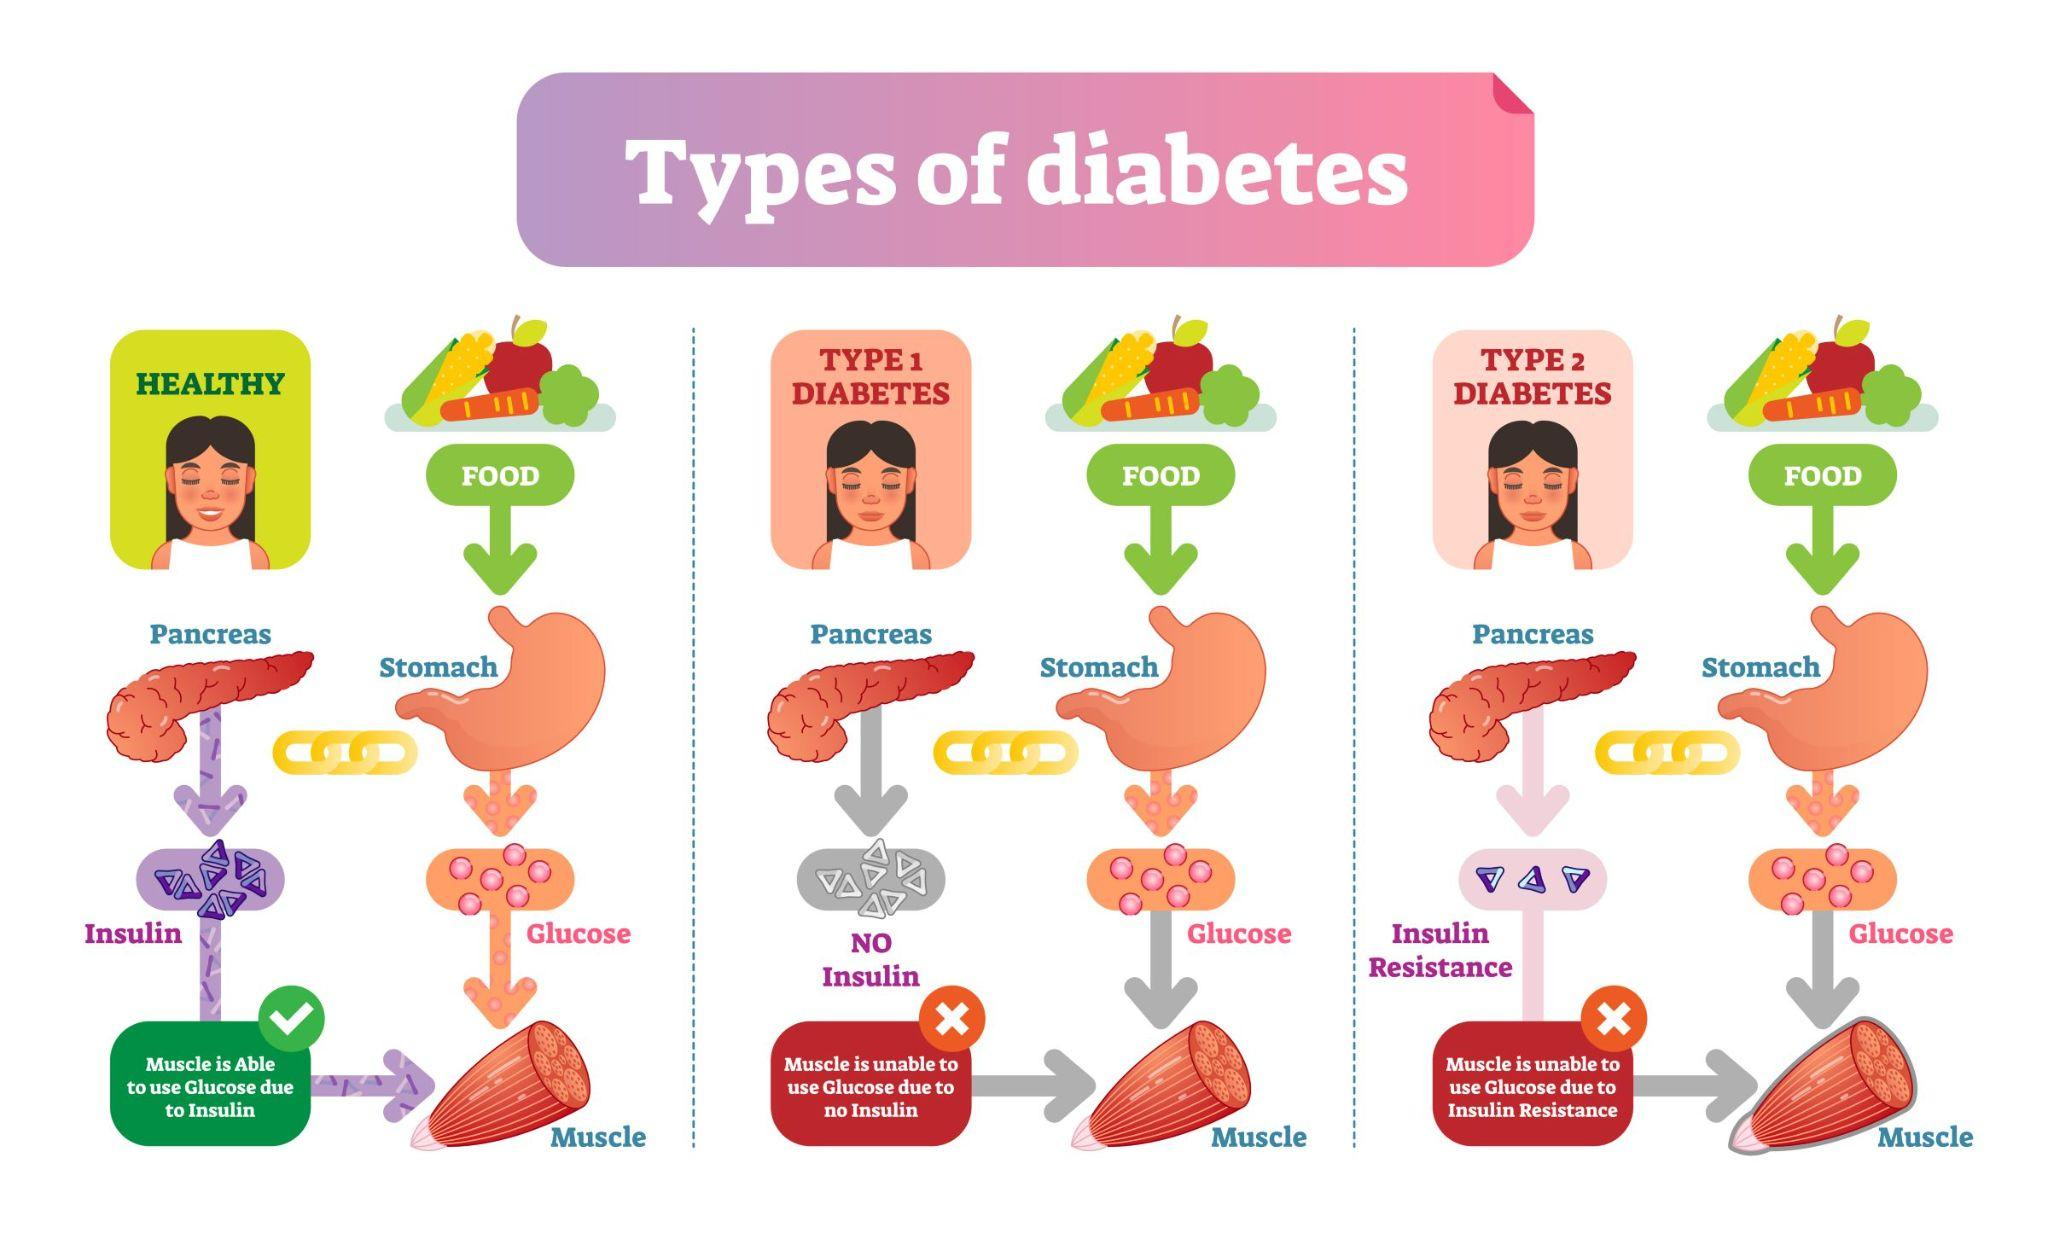 Types of diabetes
HEALTHY
FOOD
Pancreas
Stomach
Insulin
Glucose
Muscle is Able
to use Glucose due
to Insulin
Muscle
TYPE 1
DIABETES
FOOD
Pancreas
Stomach
NO
Insulin
Glucose
Muscle is unable to
use Glucose due to
no Insulin
Muscle
TYPE 2
DIABETES
FOOD
Pancreas
Stomach
Insulin
Resistance
Glucose
Muscle is unable to
use Glucose due to
Insulin Resistance
Muscle